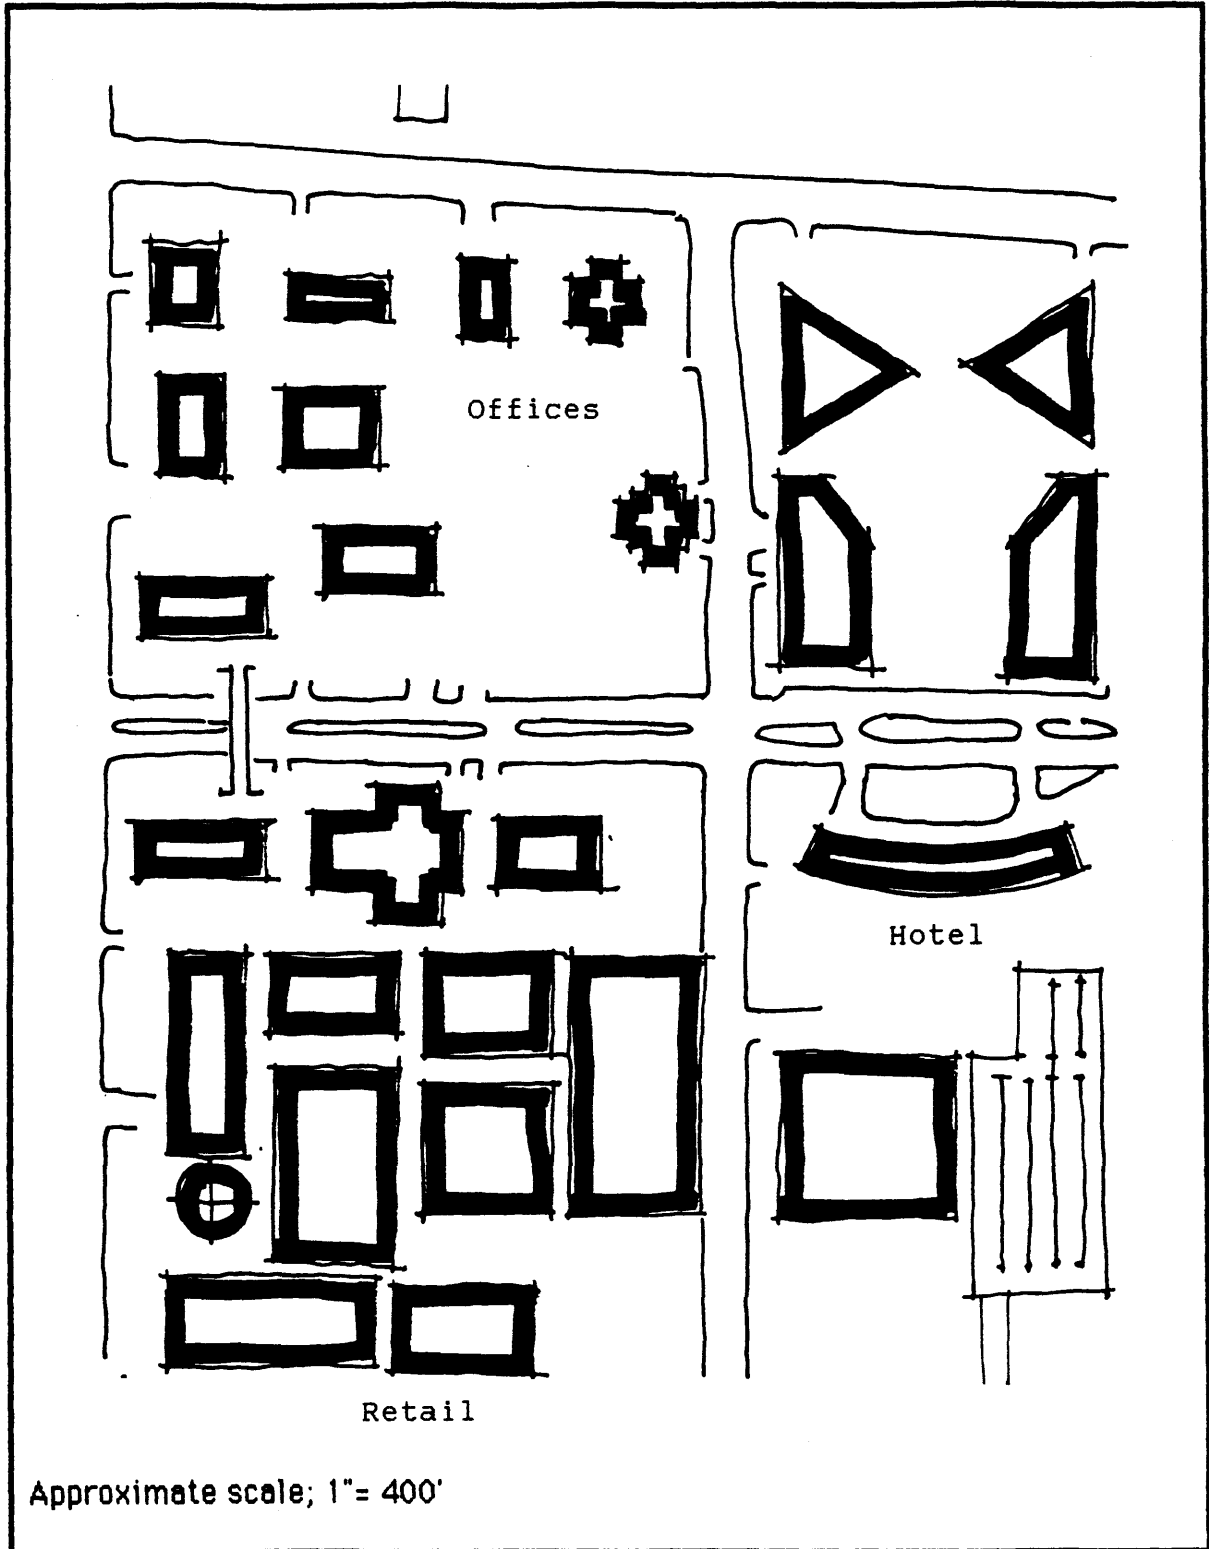 Offices
Hotel
Retail
Approximate scale; 1"= 400'